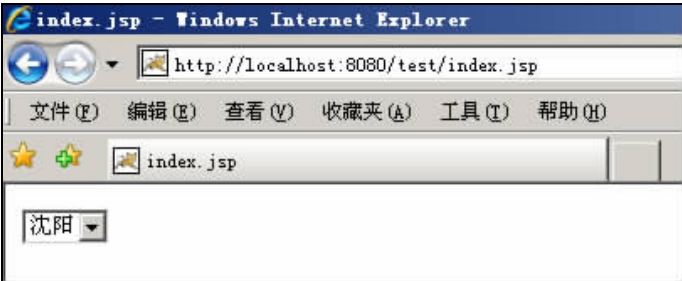 index.jsp - Windows Internet Explorer
http://localhost:8080/test/index.jsp
文件(F) 编辑(E) 查看(V) 收藏夹(A) 工具(T) 帮助(H)
index.jsp
沈阳